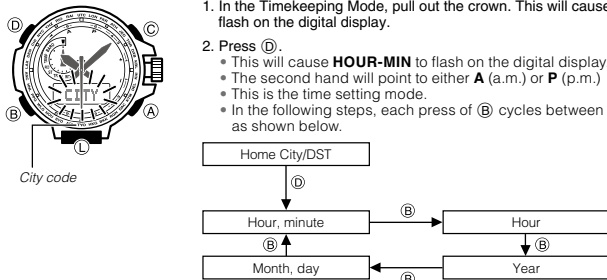 1. In the Timekeeping Mode, pull out the crown. This will cause
flash on the digital display.
2. Press Ⓓ.
• This will cause HOUR-MIN to flash on the digital display
• The second hand will point to either A (a.m.) or P (p.m.)
• This is the time setting mode.
• In the following steps, each press of Ⓑ cycles between
as shown below.
Ⓓ
Ⓒ
CITY
Ⓑ
Ⓐ
Ⓛ
City code
Home City/DST
Ⓓ
Hour, minute
Ⓑ
Hour
Ⓑ
Ⓑ
Month, day
Ⓑ
Year